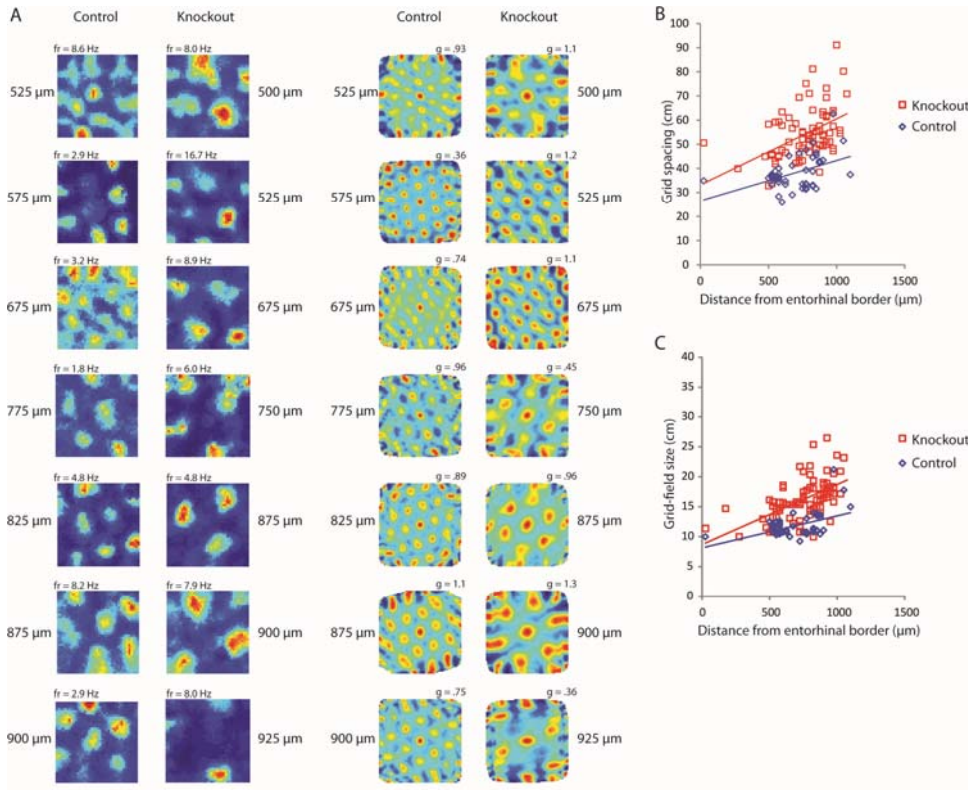 A
Control
Knockout
Control
Knockout
fr = 8.6 Hz
fr = 8.0 Hz
g = .93
g = 1.1
525 µm
500 µm
525 µm
500 µm
fr = 2.9 Hz
fr = 16.7 Hz
g = .36
g = 1.2
575 µm
525 µm
575 µm
525 µm
fr = 3.2 Hz
fr = 8.9 Hz
g = .74
g = 1.1
675 µm
675 µm
675 µm
675 µm
fr = 1.8 Hz
fr = 6.0 Hz
g = .96
g = .45
775 µm
750 µm
775 µm
750 µm
fr = 4.8 Hz
fr = 4.8 Hz
g = .89
g = .96
825 µm
875 µm
825 µm
875 µm
fr = 8.2 Hz
fr = 7.9 Hz
g = 1.1
g = 1.3
875 µm
900 µm
875 µm
900 µm
fr = 2.9 Hz
fr = 8.0 Hz
g = .75
g = .36
900 µm
925 µm
900 µm
925 µm
B
Grid spacing (cm)
100
90
80
70
60
50
40
30
20
10
0
0
500
1000
1500
Distance from entorhinal border (µm)
Knockout
Control
C
Grid-field size (cm)
40
35
30
25
20
15
10
5
0
0
500
1000
1500
Distance from entorhinal border (µm)
Knockout
Control